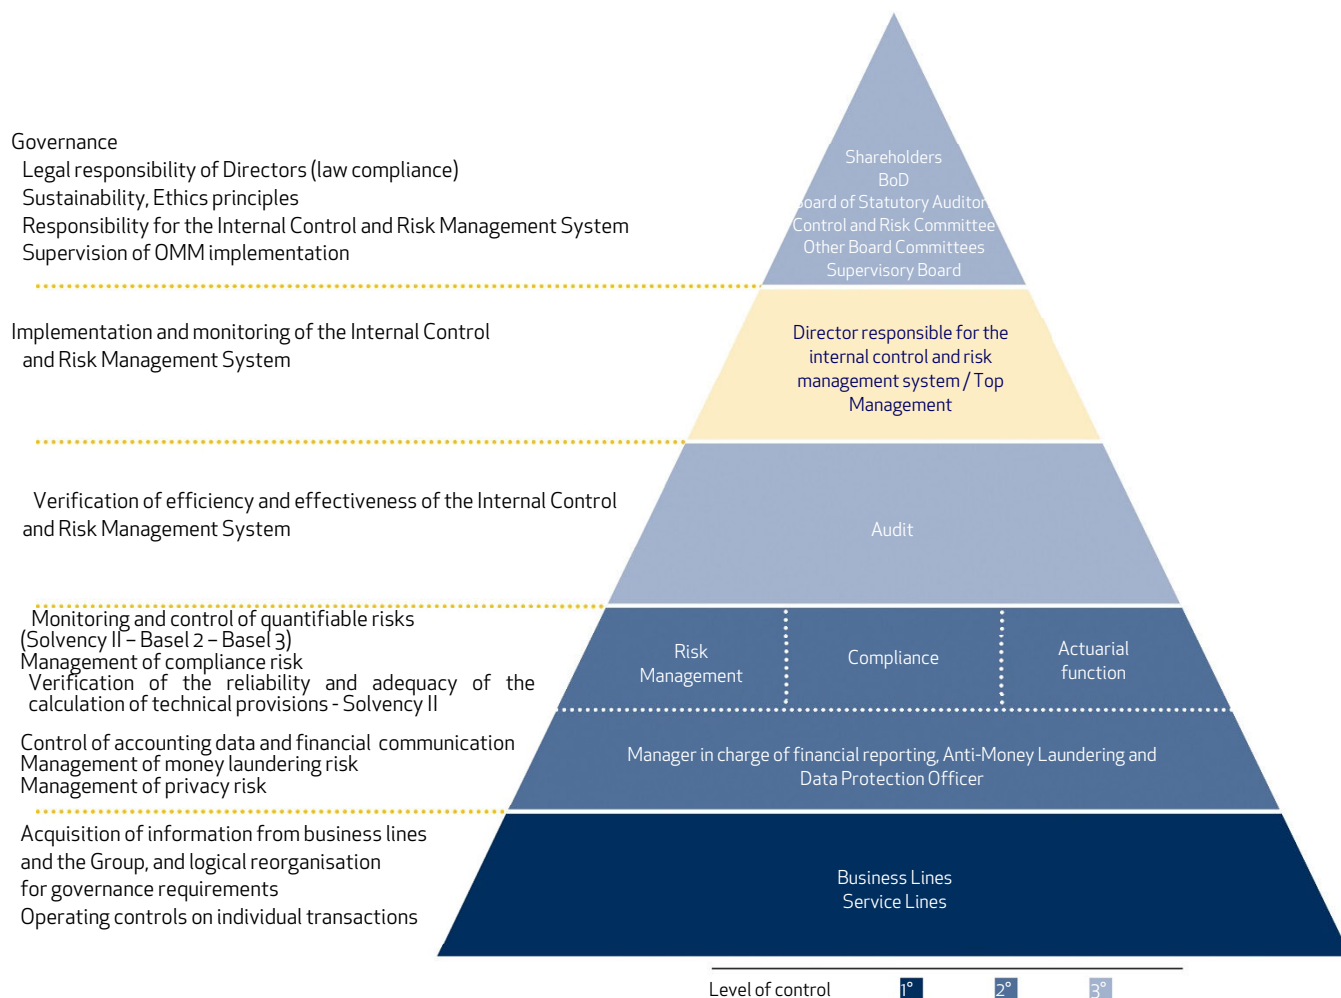 Governance
Legal responsibility of Directors (law compliance)
Sustainability, Ethics principles
Responsibility for the Internal Control and Risk Management System
Supervision of OMM implementation
Shareholders
BoD
Board of Statutory Auditors
Control and Risk Committee
Other Board Committees
Supervisory Board
Implementation and monitoring of the Internal Control
and Risk Management System
Director responsible for the
internal control and risk
management system / Top
Management
Verification of efficiency and effectiveness of the Internal Control
and Risk Management System
Audit
Monitoring and control of quantifiable risks
(Solvency II – Basel 2 – Basel 3)
Management of compliance risk
Verification of the reliability and adequacy of the
calculation of technical provisions - Solvency II
Risk
Management
Compliance
Actuarial
function
Control of accounting data and financial communication
Management of money laundering risk
Management of privacy risk
Manager in charge of financial reporting, Anti-Money Laundering and
Data Protection Officer
Acquisition of information from business lines
and the Group, and logical reorganisation
for governance requirements
Operating controls on individual transactions
Business Lines
Service Lines
Level of control 1° 2° 3°